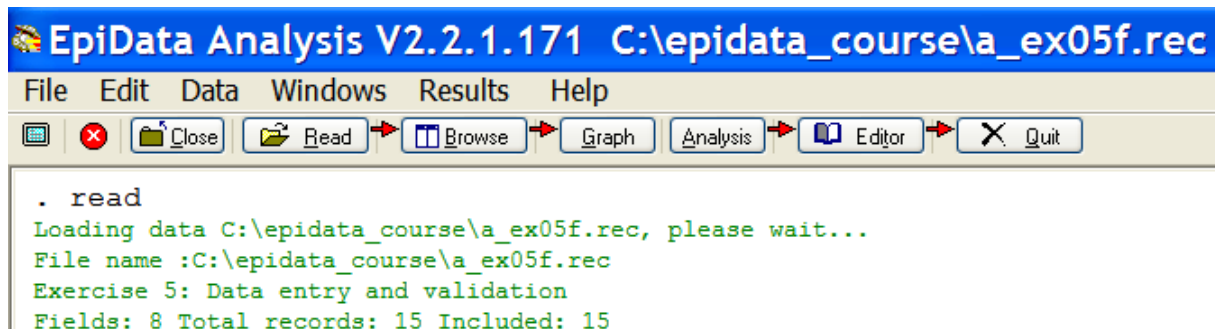 EpiData Analysis V2.2.1.171 C:\epidata_course\a_ex05f.rec
File Edit Data Windows Results Help
Close Read Browse Graph Analysis Editor Quit
. read
Loading data C:\epidata_course\a_ex05f.rec, please wait...
File name :C:\epidata_course\a_ex05f.rec
Exercise 5: Data entry and validation
Fields: 8 Total records: 15 Included: 15